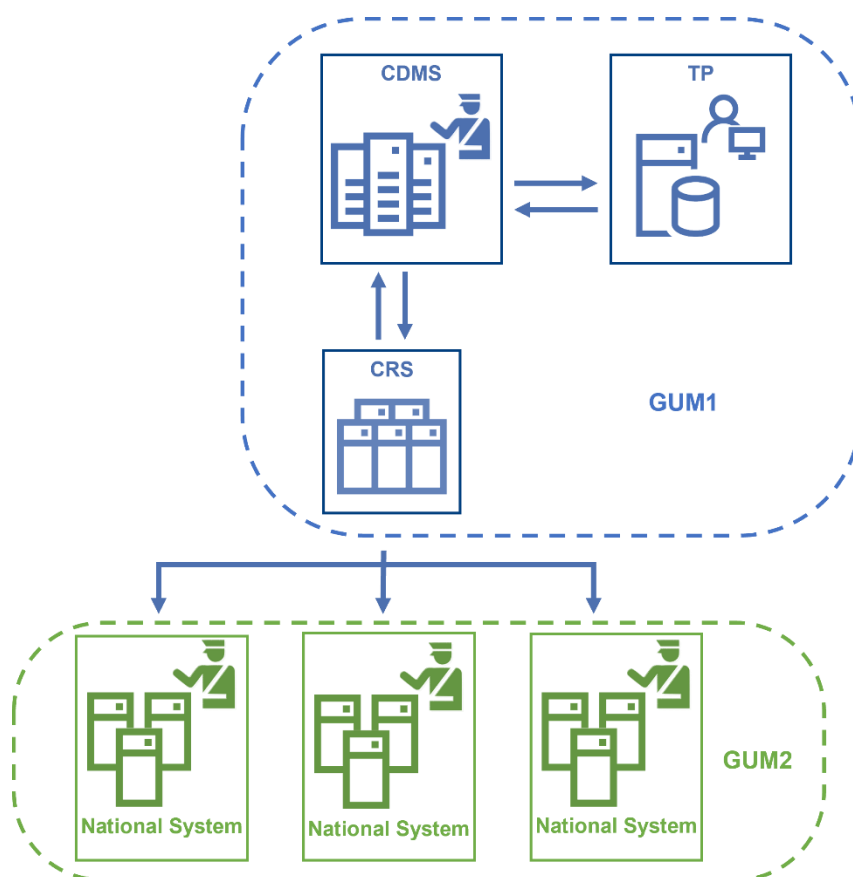 CDMS
TP
CRS
GUM1
National System
National System
National System
GUM2